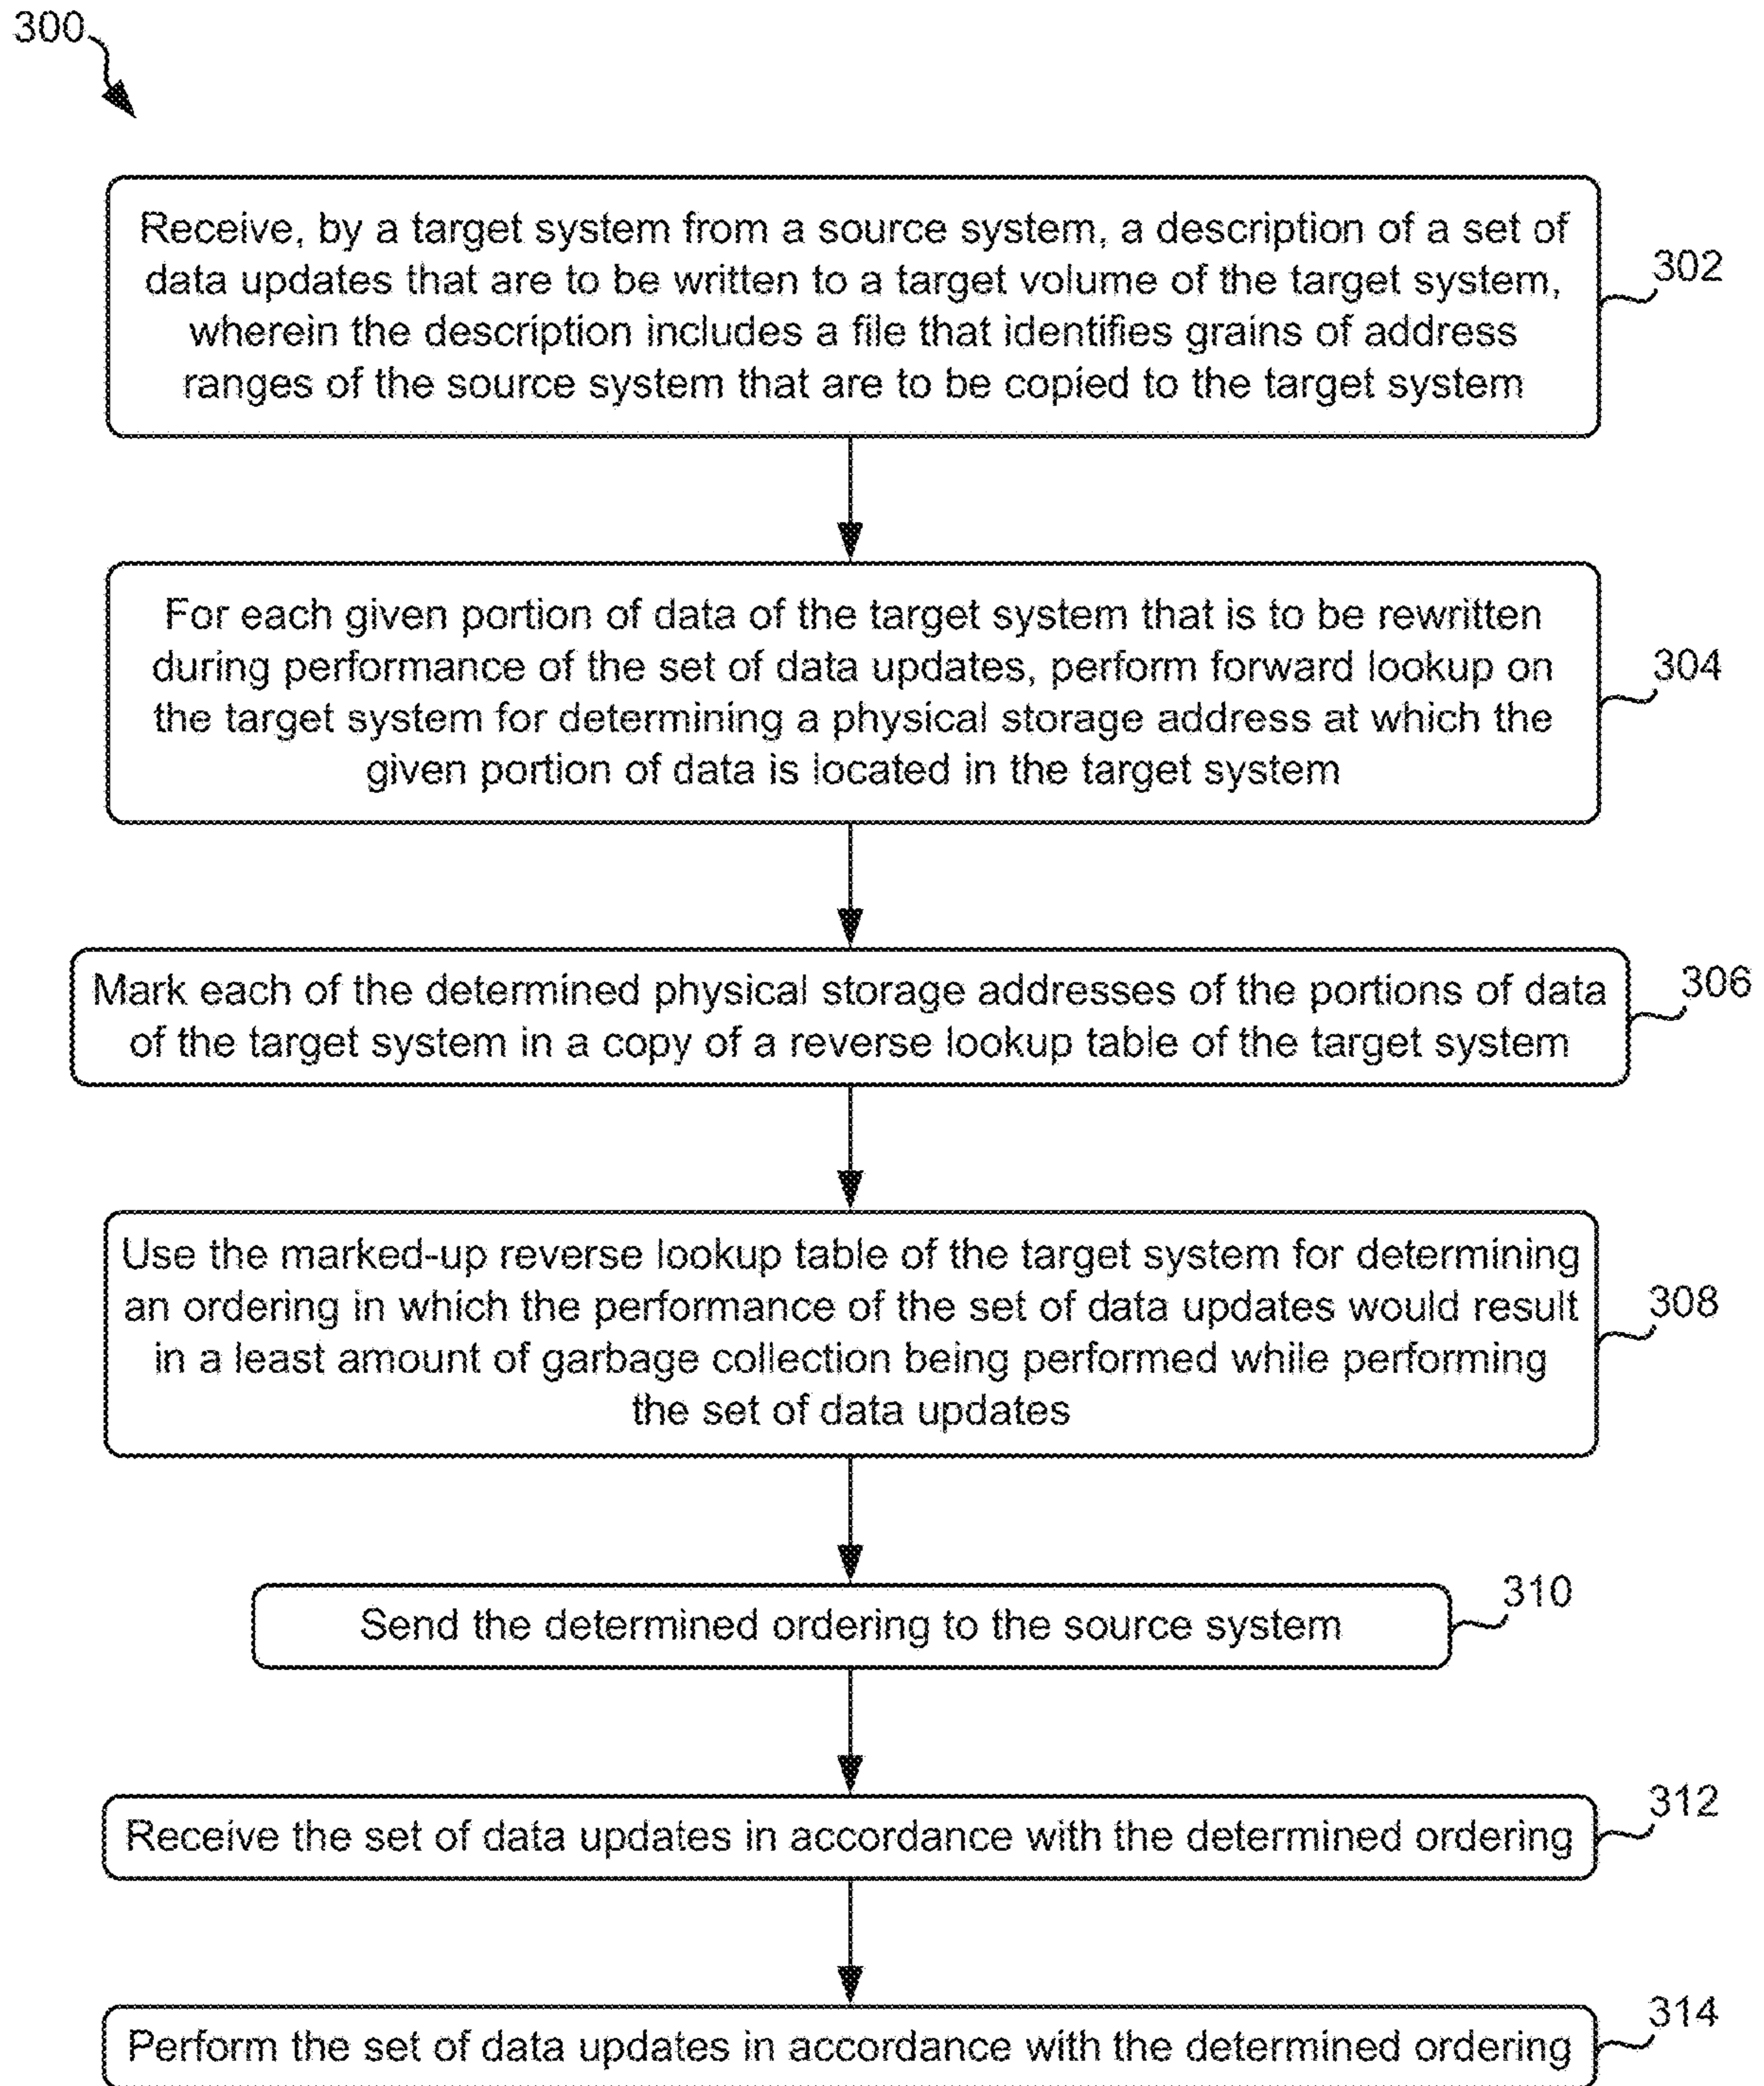 300
Receive, by a target system from a source system, a description of a set of
data updates that are to be written to a target volume of the target system,
wherein the description includes a file that identifies grains of address
ranges of the source system that are to be copied to the target system
302
For each given portion of data of the target system that is to be rewritten
during performance of the set of data updates, perform forward lookup on
the target system for determining a physical storage address at which the
given portion of data is located in the target system
304
Mark each of the determined physical storage addresses of the portions of data
of the target system in a copy of a reverse lookup table of the target system
306
Use the marked-up reverse lookup table of the target system for determining
an ordering in which the performance of the set of data updates would result
in a least amount of garbage collection being performed while performing
the set of data updates
308
Send the determined ordering to the source system
310
Receive the set of data updates in accordance with the determined ordering
312
Perform the set of data updates in accordance with the determined ordering
314